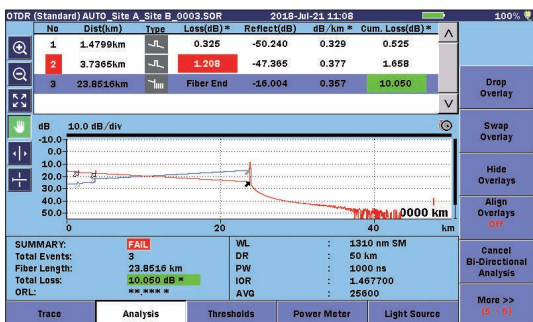 OTDR (Standard) AUTO_Site A_Site B_0003.SOR 2018-Jul-21 11:08 100%
No Dist(km) Type Loss(dB)* Reflect(dB) dB/km* Cum. Loss(dB)*
1 1.4799km 0.325 -50.240 0.329 0.525
2 3.7365km 1.208 -47.365 0.377 1.658
3 23.8516km Fiber End -16.004 0.357 10.050
Drop
Overlay
Swap
Overlay
Hide
Overlays
Align
Overlays
Off
Cancel
Bi-Directional
Analysis
More >>
dB 10.0 dB/div
-10.0
0.0
10.0
20.0
30.0
40.0
50.0
0000 km
0 20 40 km
SUMMARY: FAIL
Total Events: 3
Fiber Length: 23.8516 km
Total Loss: 10.050 dB *
ORL: **.*** *
WL : 1310 nm SM
DR : 50 km
PW : 1000 ns
IOR : 1.467700
AVG : 25600
Trace Analysis Thresholds Power Meter Light Source